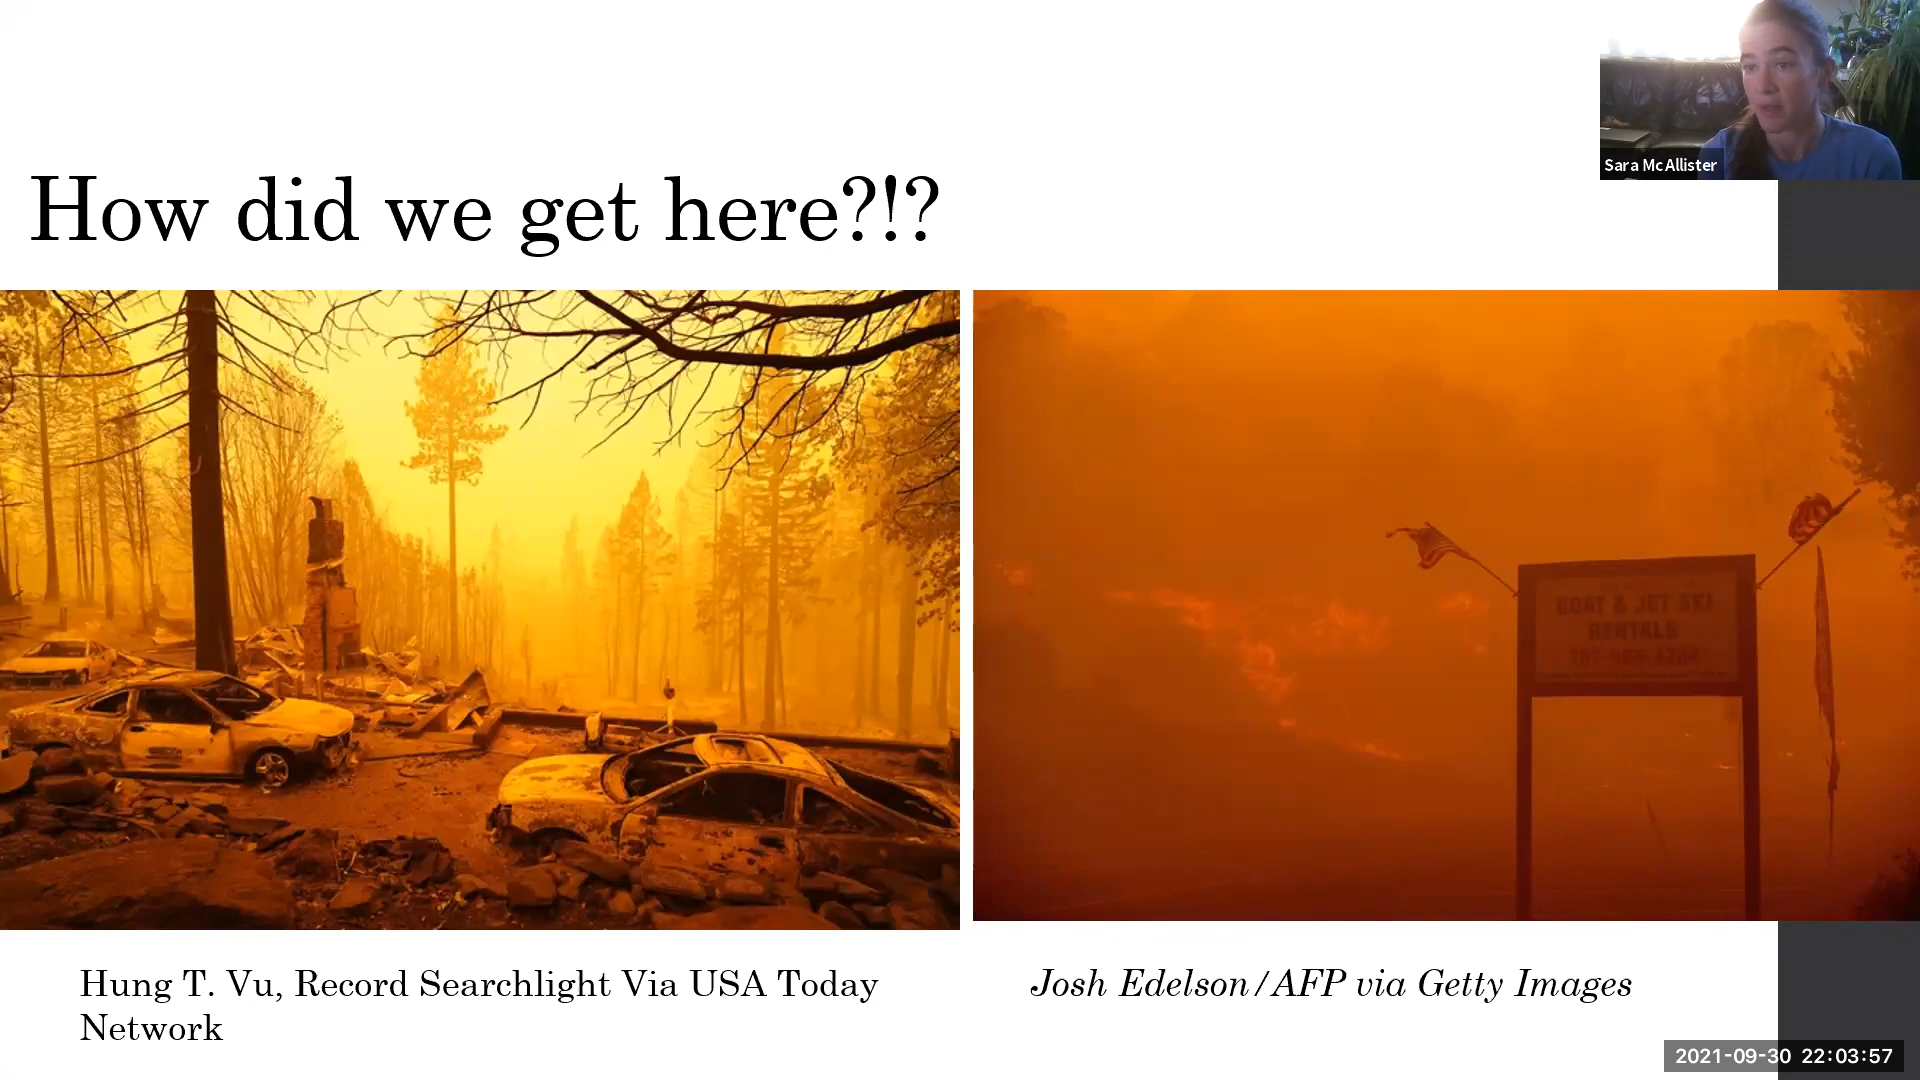 Sara McAllister
How did we get here?!?
BOAT & JET SKI
RENTALS
Hung T. Vu, Record Searchlight Via USA Today
Network
Josh Edelson/AFP via Getty Images
2021-09-30 22:03:57